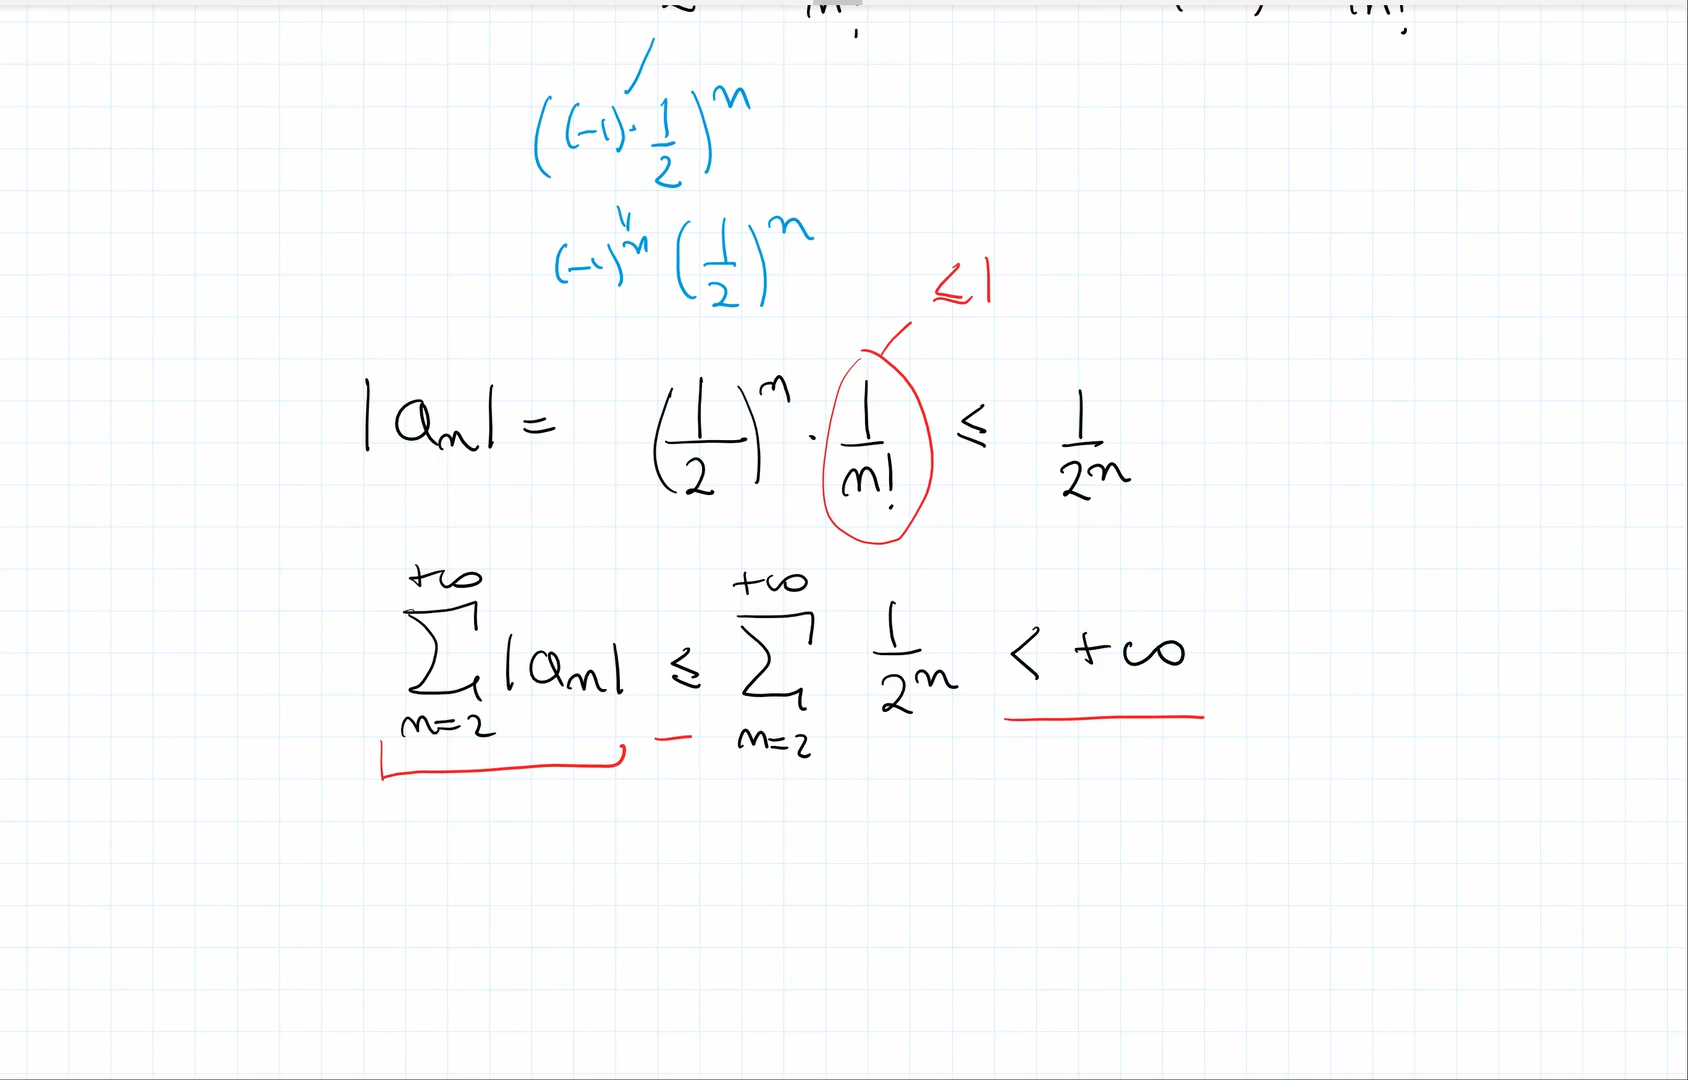 ((-1)·1/2)^n
(-1)^n (1/2)^n
≤1
|a_n| = (1/2)^n · 1/n! ≤ 1/2^n
+∞ +∞
∑ |a_n| ≤ ∑ 1/2^n < +∞
n=2 n=2